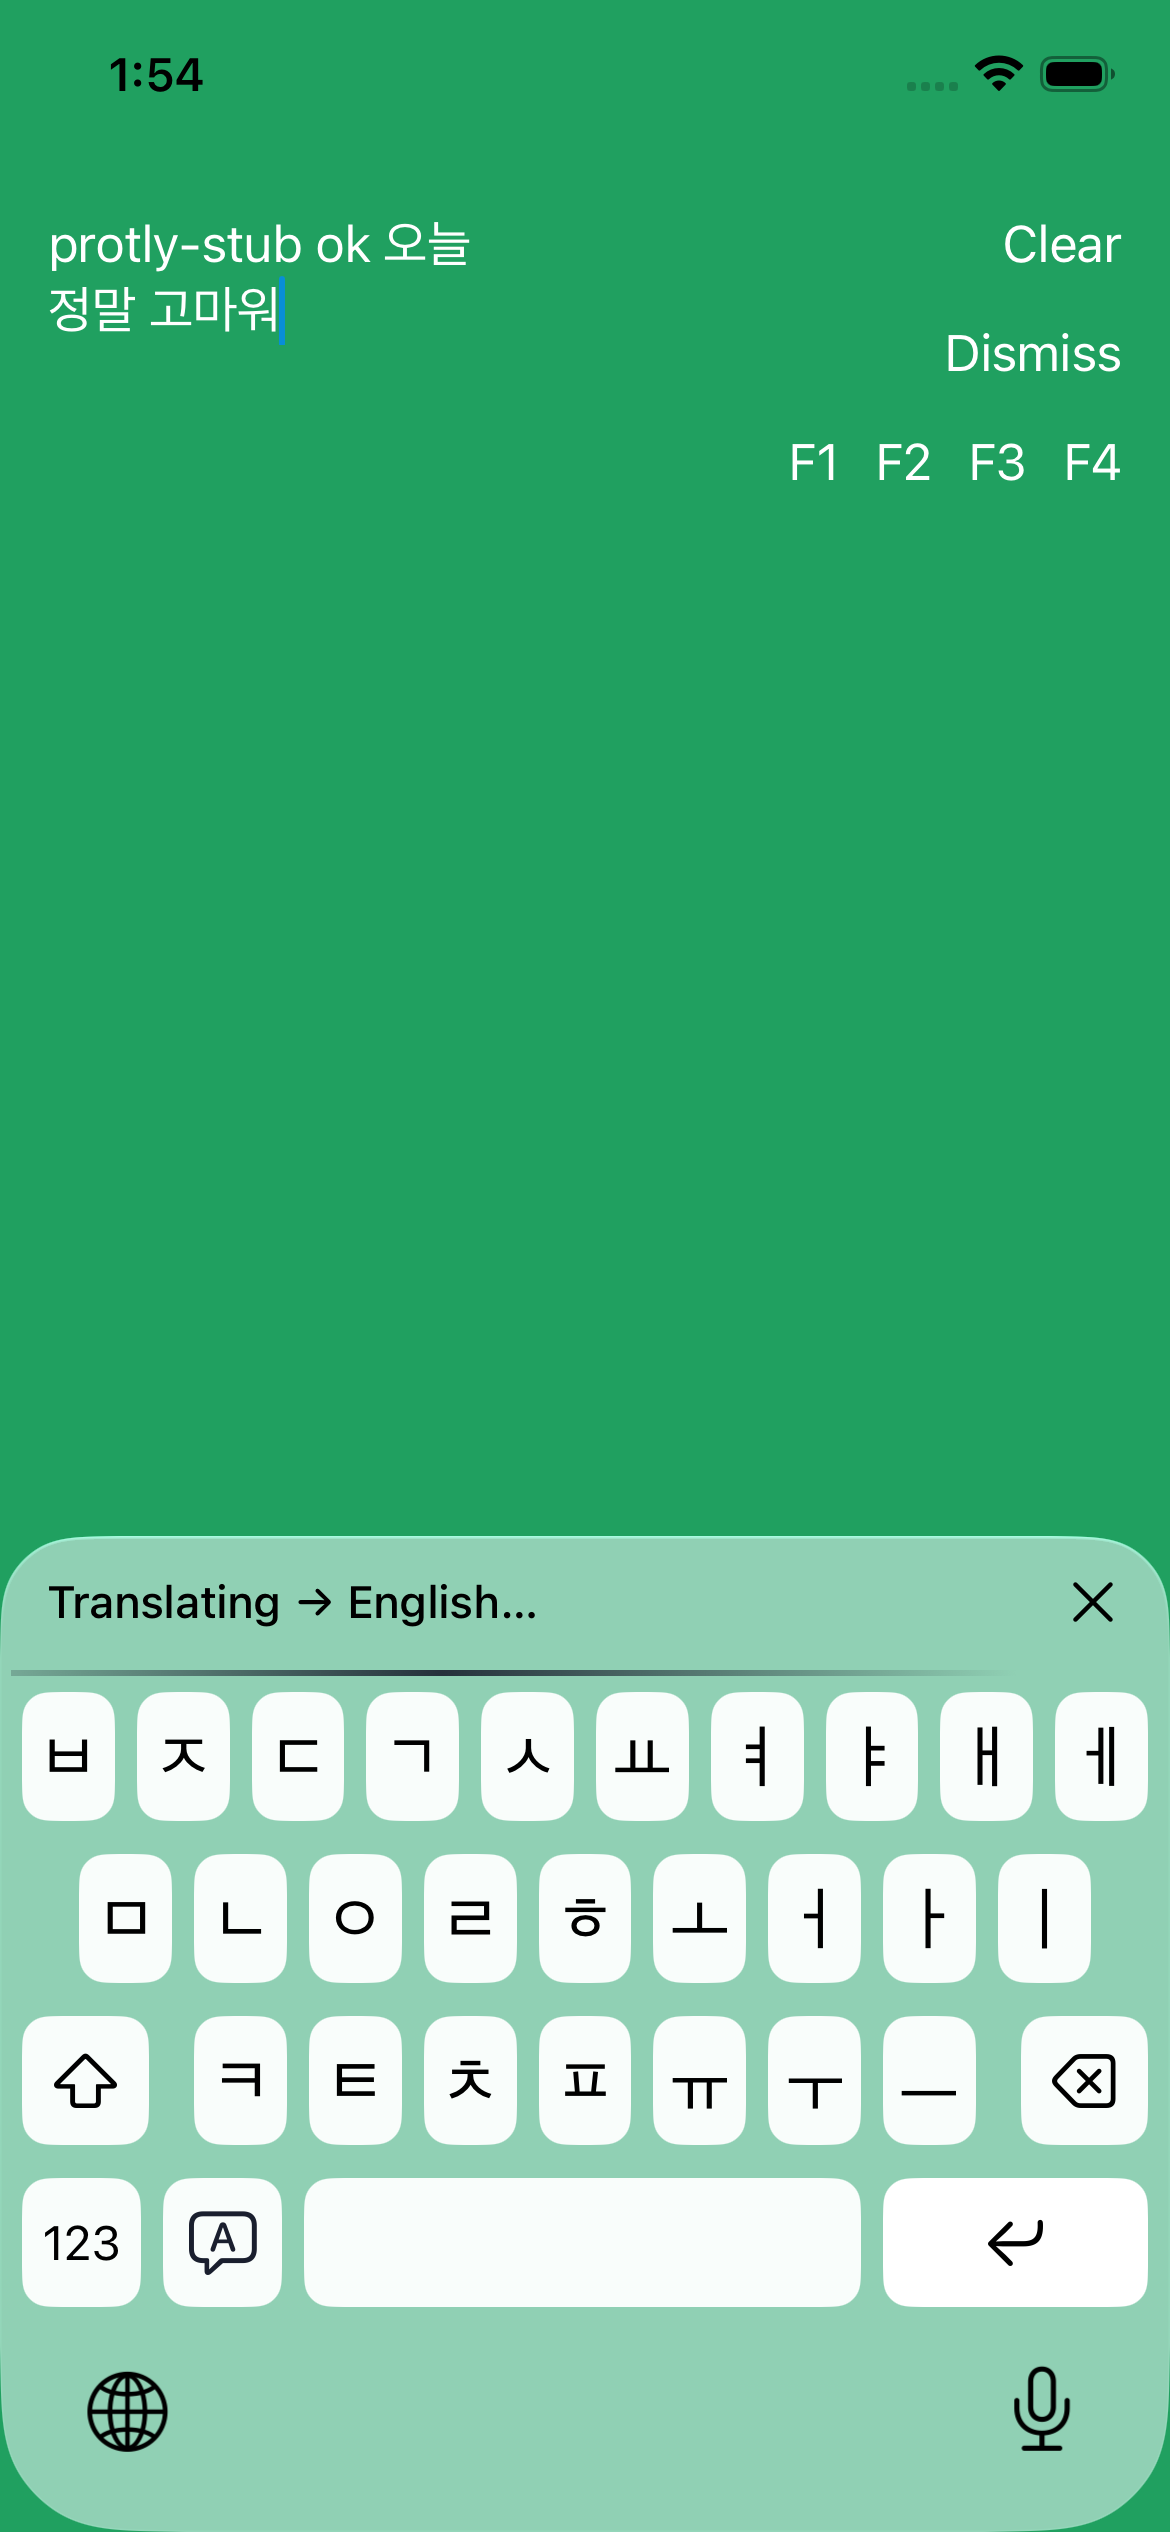 1:54
protly-stub ok 오늘
정말 고마워
Clear
Dismiss
F1 F2 F3 F4
Translating → English...
ㅂ ㅈ ㄷ ㄱ ㅅ ㅛ ㅕ ㅑ ㅐ ㅔ
ㅁ ㄴ ㅇ ㄹ ㅎ ㅗ ㅓ ㅏ ㅣ
ㅋ ㅌ ㅊ ㅍ ㅠ ㅜ ㅡ
123 A